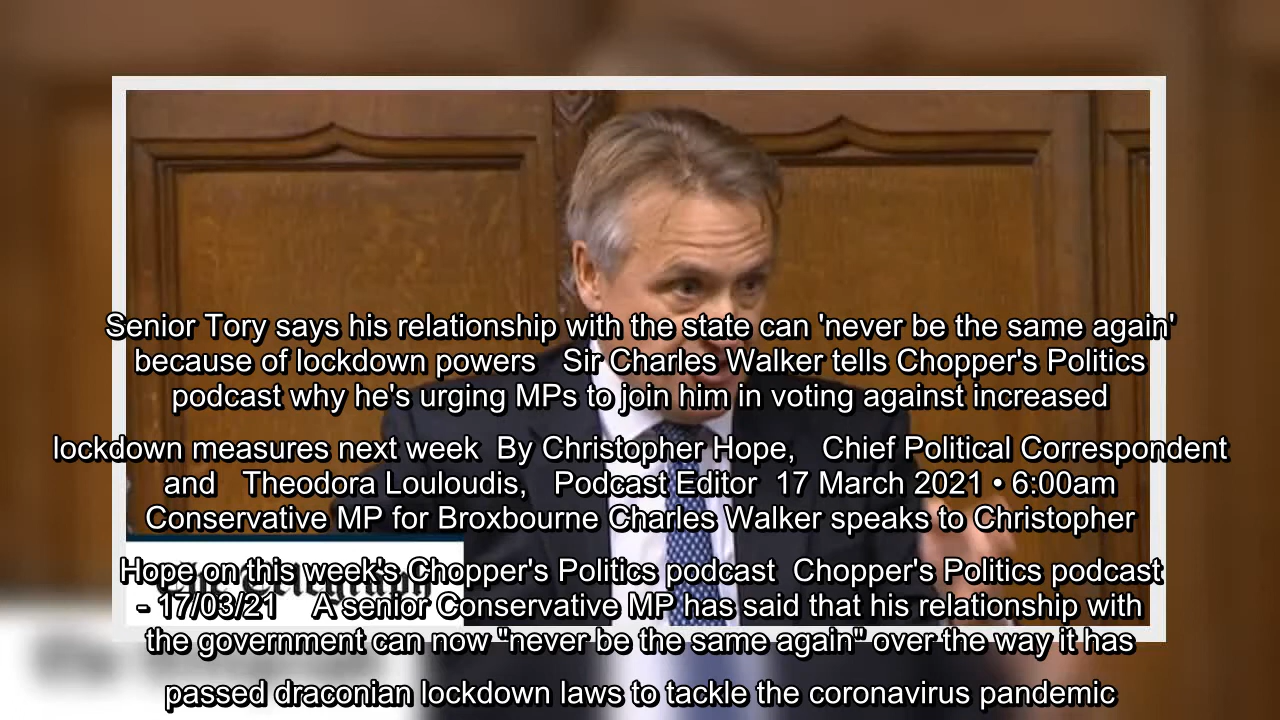 Senior Tory says his relationship with the state can 'never be the same again'
because of lockdown powers   Sir Charles Walker tells Chopper's Politics
podcast why he's urging MPs to join him in voting against increased
lockdown measures next week  By Christopher Hope,   Chief Political Correspondent
and   Theodora Louloudis,   Podcast Editor  17 March 2021 • 6:00am
Conservative MP for Broxbourne Charles Walker speaks to Christopher
Hope on this week's Chopper's Politics podcast  Chopper's Politics podcast
- 17/03/21    A senior Conservative MP has said that his relationship with
the government can now "never be the same again" over the way it has
passed draconian lockdown laws to tackle the coronavirus pandemic